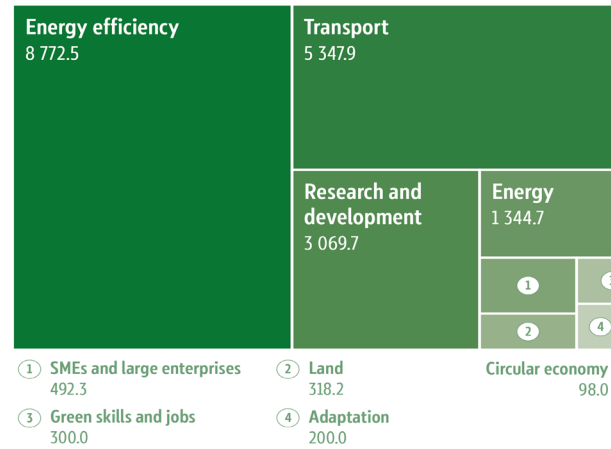 Energy efficiency
8 772.5
Transport
5 347.9
Research and
development
3 069.7
Energy
1 344.7
1
3
2
4
1 SMEs and large enterprises
492.3
2 Land
318.2
Circular economy
98.0
3 Green skills and jobs
300.0
4 Adaptation
200.0